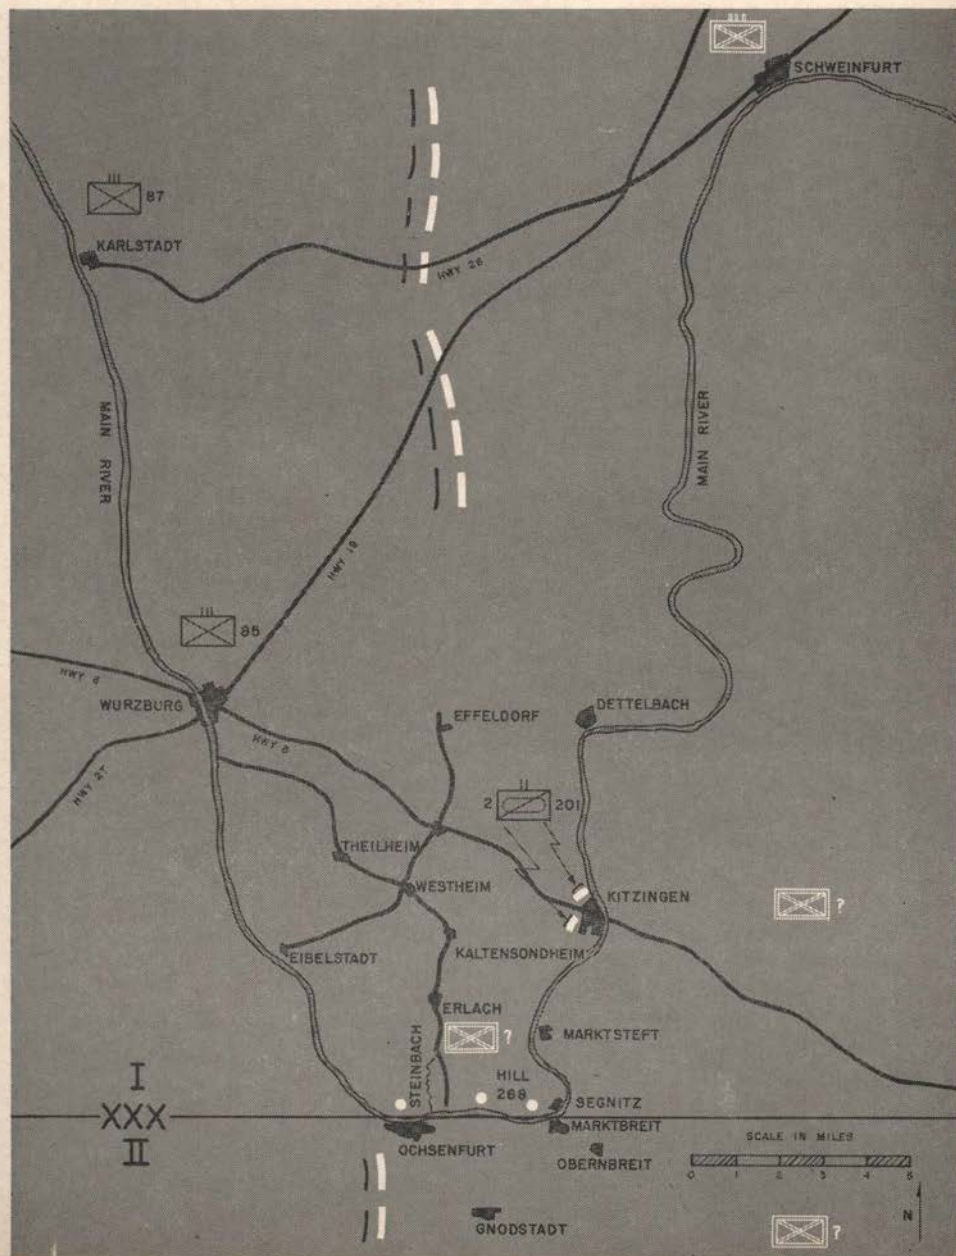 SCHWEINFURT
87
KARLSTADT
HWY 26
MAIN RIVER
MAIN RIVER
HWY 19
85
HWY 8
WURZBURG
HWY 8
HWY 27
EFFELDORF
DETTELBACH
2
201
THEILHEIM
WESTHEIM
KITZINGEN
?
EIBELSTADT
KALTENSONDHEIM
ERLACH
STEINBACH
?
MARKTSTEFT
HILL
268
I
XXX
II
SEGNITZ
MARKTBREIT
OCHSENFURT
OBERNBREIT
SCALE IN MILES
0 1 2 3 4 5
N
GNODSTADT
?